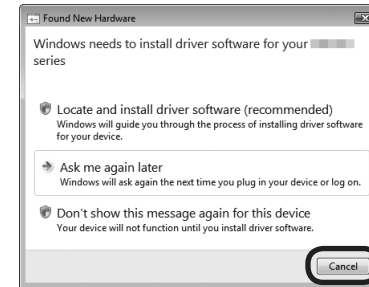 Found New Hardware
Windows needs to install driver software for your
series
Locate and install driver software (recommended)
Windows will guide you through the process of installing driver software
for your device.
Ask me again later
Windows will ask again the next time you plug in your device or log on.
Don't show this message again for this device
Your device will not function until you install driver software.
Cancel